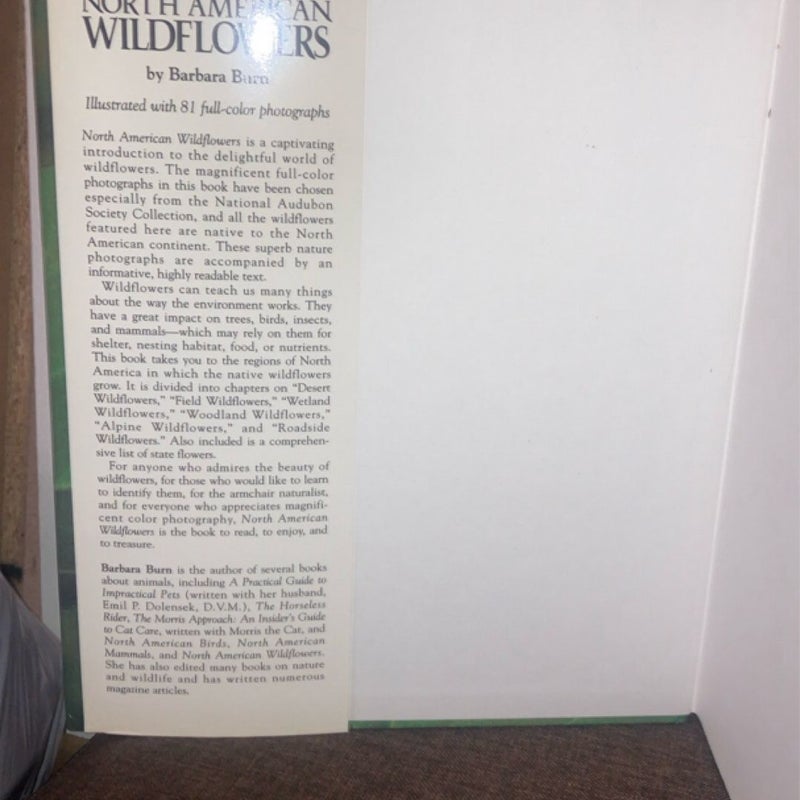 NORTH AMERICAN
WILDFLOWERS
by Barbara Burn
Illustrated with 81 full-color photographs
North American Wildflowers is a captivating
introduction to the delightful world of
wildflowers. The magnificent full-color
photographs in this book have been chosen
especially from the National Audubon
Society Collection, and all the wildflowers
featured here are native to the North
American continent. These superb nature
photographs are accompanied by an
informative, highly readable text.
Wildflowers can teach us many things
about the way the environment works. They
have a great impact on trees, birds, insects,
and mammals—which may rely on them for
shelter, nesting habitat, food, or nutrients.
This book takes you to the regions of North
America in which the native wildflowers
grow. It is divided into chapters on "Desert
Wildflowers," "Field Wildflowers," "Wetland
Wildflowers," "Woodland Wildflowers,"
"Alpine Wildflowers," and "Roadside
Wildflowers." Also included is a comprehen-
sive list of state flowers.
For anyone who admires the beauty of
wildflowers, for those who would like to learn
to identify them, for the armchair naturalist,
and for everyone who appreciates magnifi-
cent color photography, North American
Wildflowers is the book to read, to enjoy, and
to treasure.
Barbara Burn is the author of several books
about animals, including A Practical Guide to
Impractical Pets (written with her husband,
Emil P. Dolensek, D.V.M.), The Horseless
Rider, The Morris Approach: An Insider's Guide
to Cat Care, written with Morris the Cat, and
North American Birds, North American
Mammals, and North American Wildflowers.
She has also edited many books on nature
and wildlife and has written numerous
magazine articles.